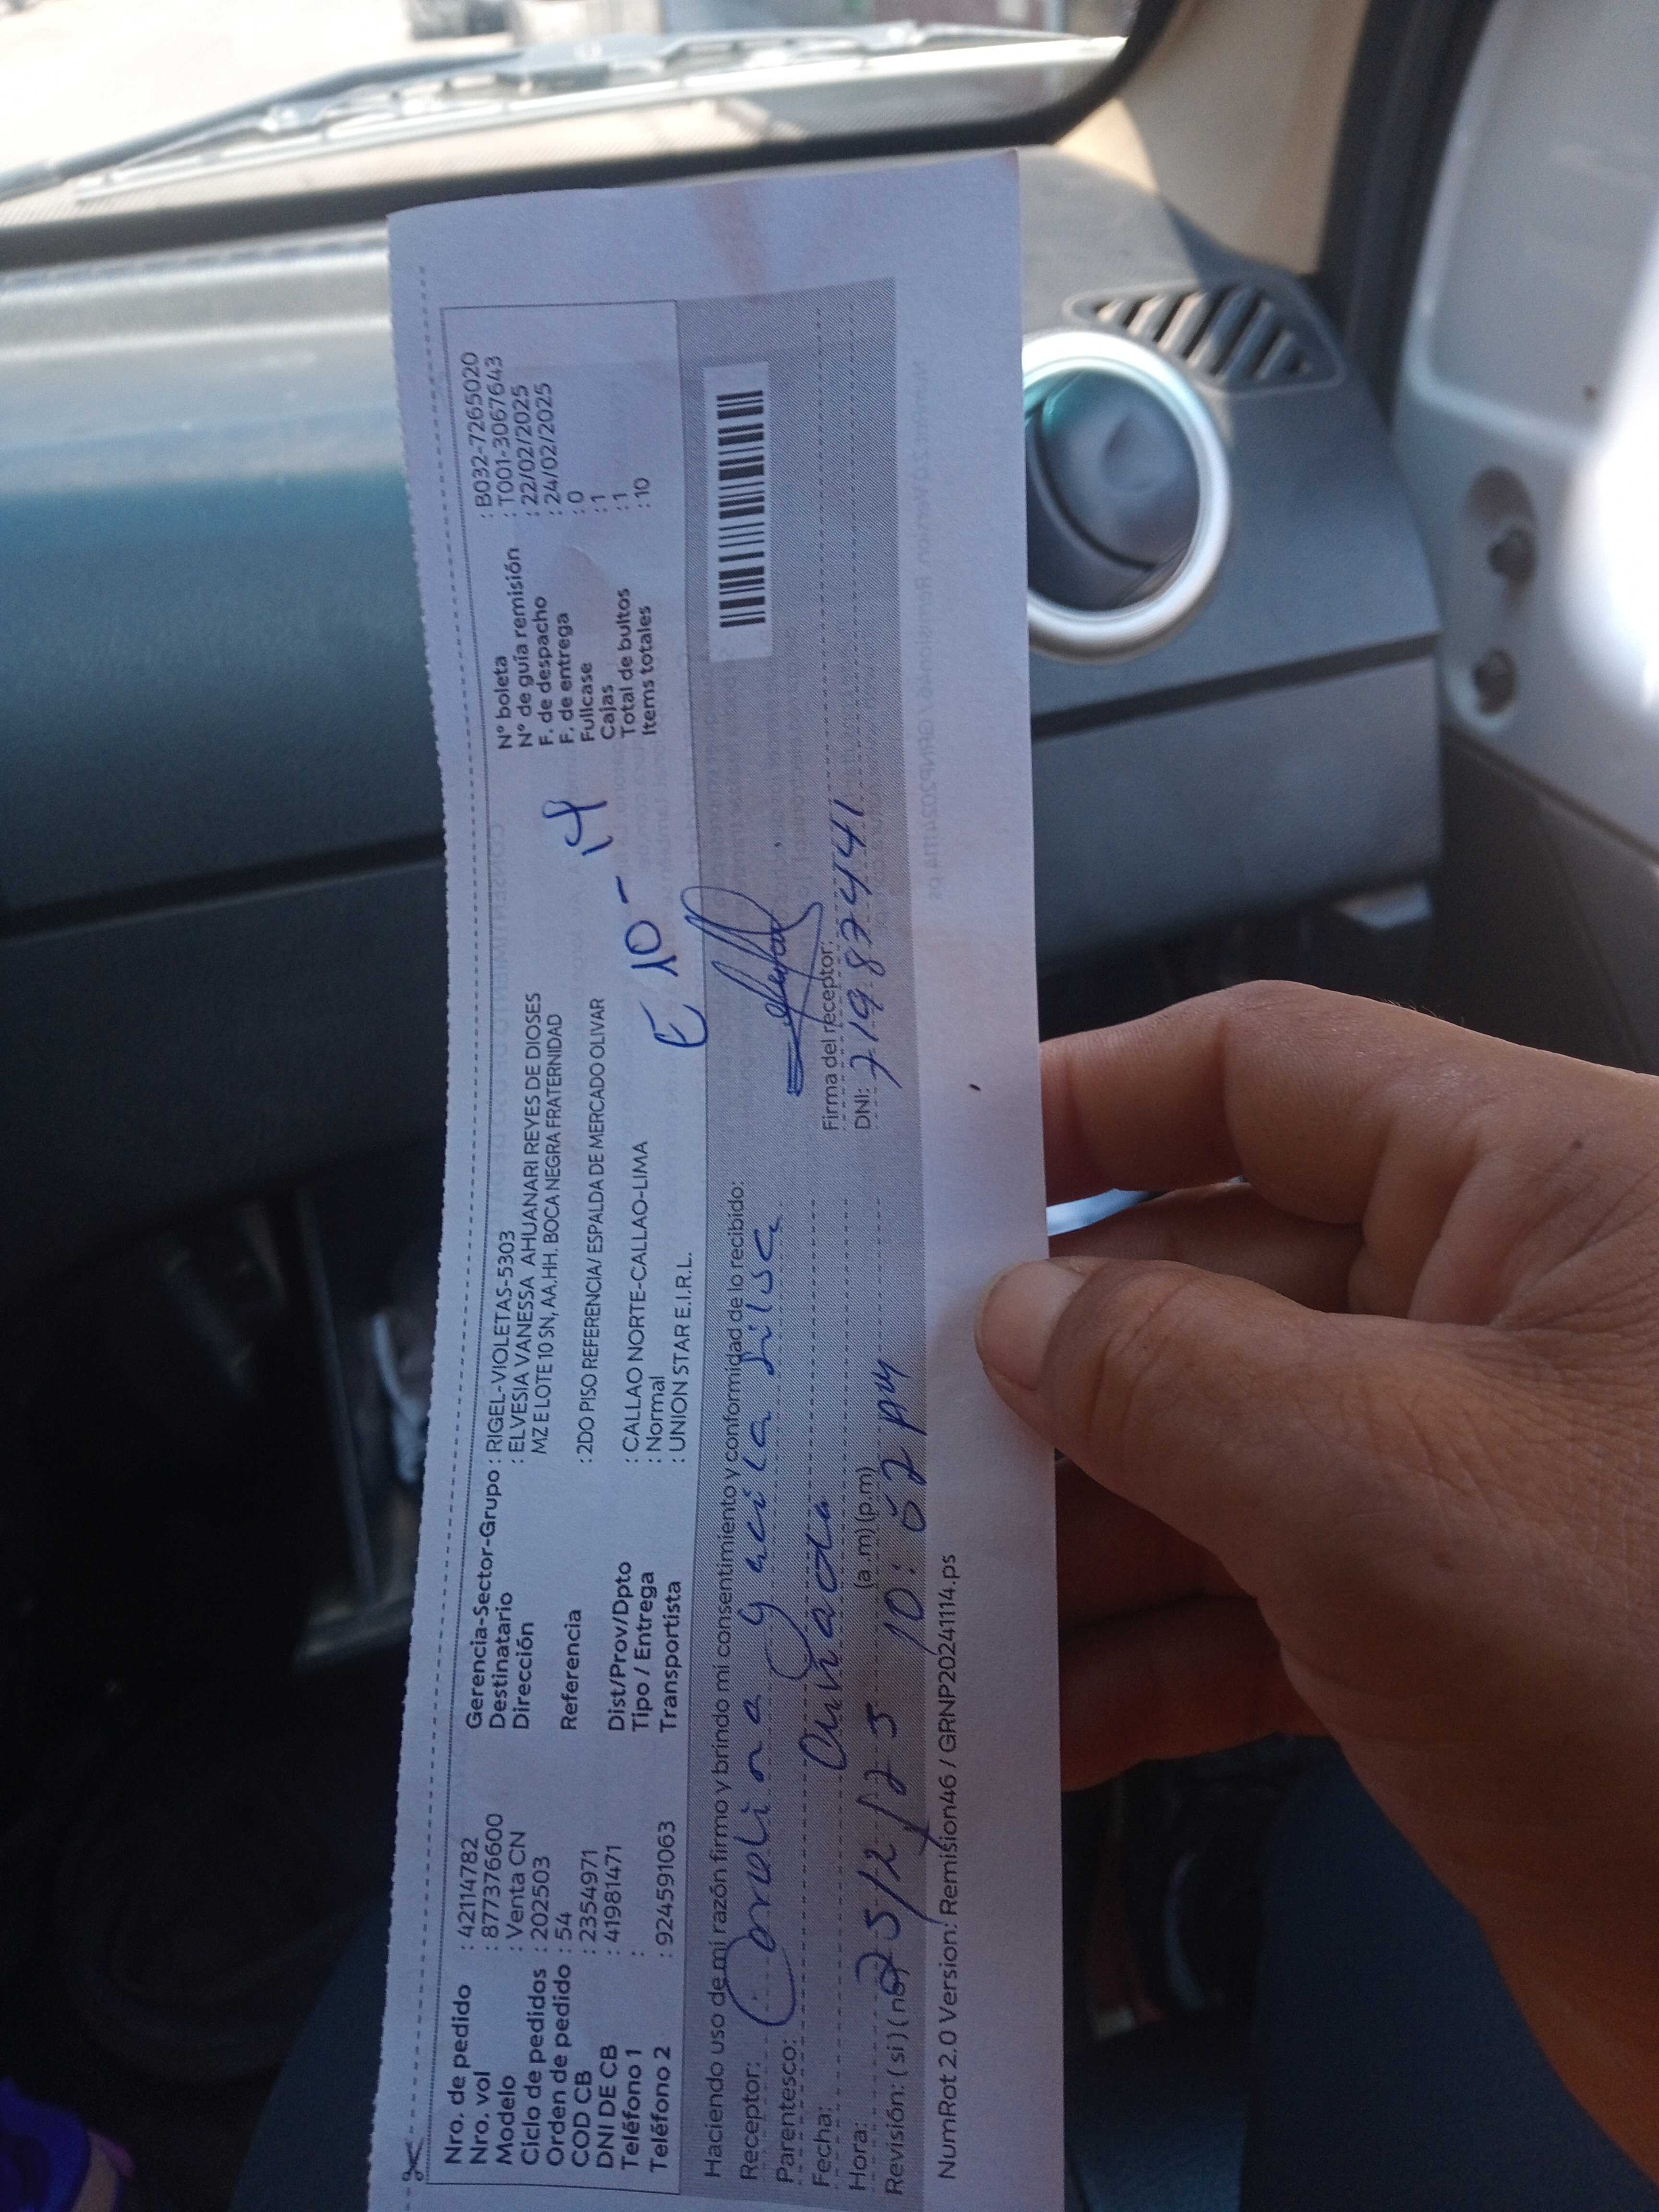 Nro. de pedido : 42114782
Nro. vol : 877376600
Modelo : Venta CN
Ciclo de pedidos : 202503
Orden de pedido : 54
COD CB : 2354971
DNI DE CB : 41981471
Teléfono 1 :
Teléfono 2 : 924591063
Gerencia-Sector-Grupo : RIGEL-VIOLETAS-5303
Destinatario : ELVESIA VANESSA AHUANARI REYES DE DIOSES
Dirección MZ E LOTE 10 SN, AA.HH. BOCA NEGRA FRATERNIDAD
Referencia : 2DO PISO REFERENCIA/ ESPALDA DE MERCADO OLIVAR
Dist/Prov/Dpto : CALLAO NORTE-CALLAO-LIMA
Tipo / Entrega : Normal
Transportista : UNION STAR E.I.R.L.
N° boleta : B032-7265020
N° de guía remisión : T001-3067643
F. de despacho : 22/02/2025
F. de entrega : 24/02/2025
Fullcase : 0
Cajas : 1
Total de bultos : 1
Items totales : 10
E 10-14
Haciendo uso de mi razón firmo y brindo mi consentimiento y conformidad de lo recibido:
Receptor: Carolina
Parentesco:
Fecha:
Hora: (a.m) (p.m)
Revisión: ( si ) ( no ) 25/2/25 10:02
Firma del receptor:
DNI: 71987441
NumRot 2.0 Version: Remision46 / GRNP20241114.ps